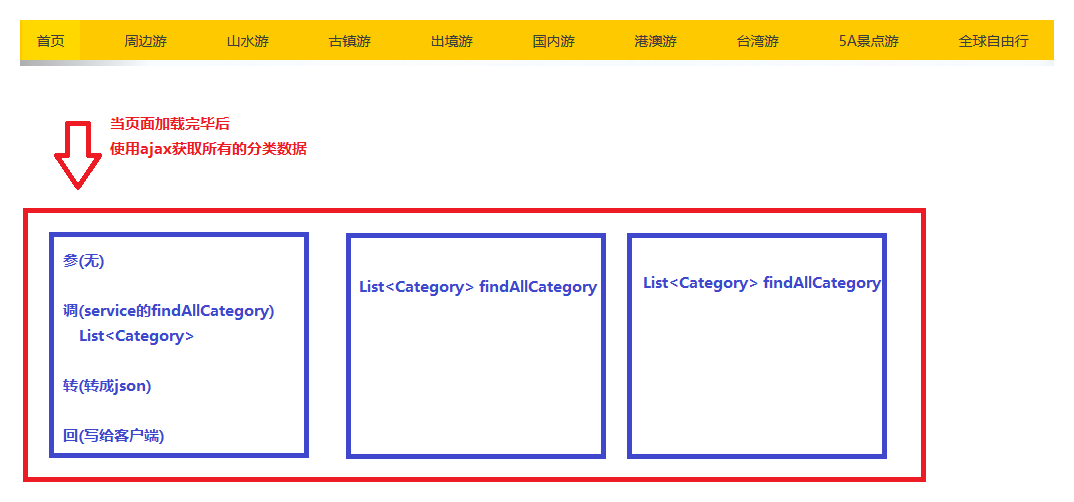 首页 周边游 山水游 古镇游 出境游 国内游 港澳游 台湾游 5A景点游 全球自由行
当页面加载完毕后
使用ajax获取所有的分类数据
参(无)
调(service的findAllCategory)
List<Category>
转(转成json)
回(写给客户端)
List<Category> findAllCategory
List<Category> findAllCategory